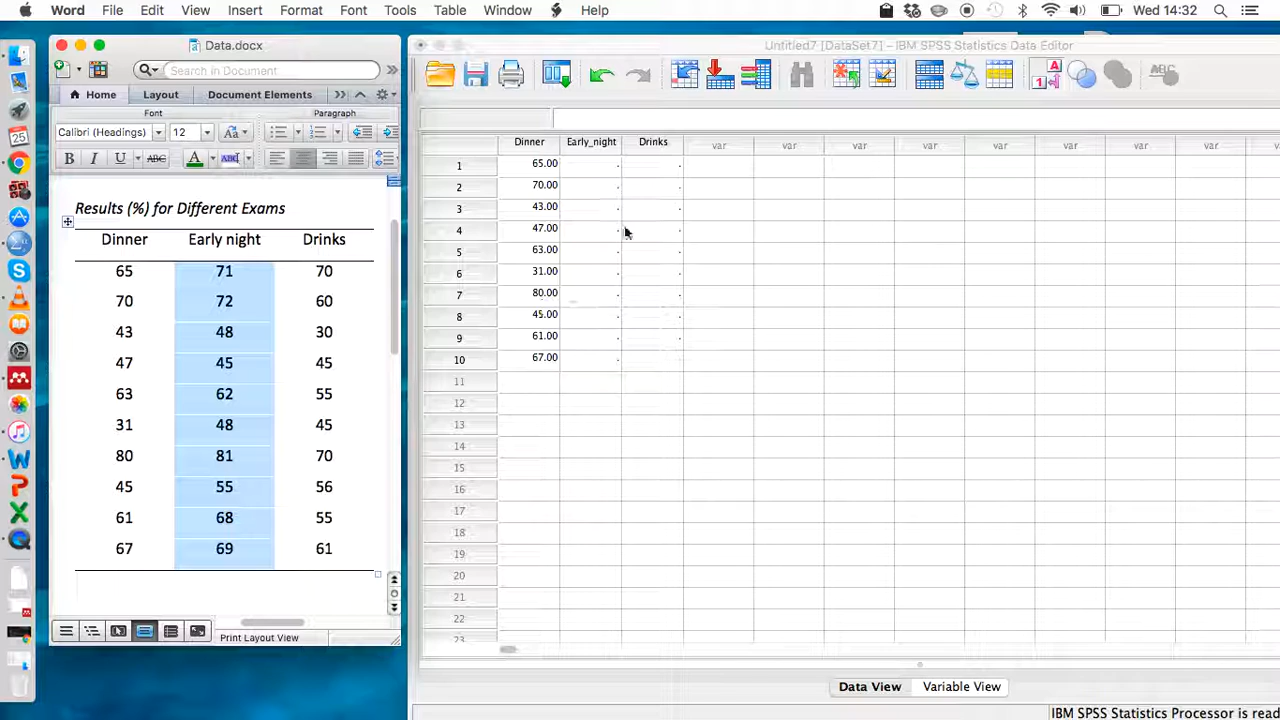 Word File Edit View Insert Format Font Tools Table Window Help Wed 14:32
Data.docx
Search in Document
Home Layout Document Elements
Font Paragraph
Calibri (Headings) 12
B I U ABC A ABC
Results (%) for Different Exams
Dinner Early night Drinks
65 71 70
70 72 60
43 48 30
47 45 45
63 62 55
31 48 45
80 81 70
45 55 56
61 68 55
67 69 61
Print Layout View
Untitled7 [DataSet7] – IBM SPSS Statistics Data Editor
Dinner Early_night Drinks var var var var var var var var
1 65.00 . .
2 70.00 . .
3 43.00 . .
4 47.00 . .
5 63.00 . .
6 31.00 . .
7 80.00 . .
8 45.00 . .
9 61.00 . .
10 67.00 . .
11
12
13
14
15
16
17
18
19
20
21
22
23
Data View Variable View
IBM SPSS Statistics Processor is read